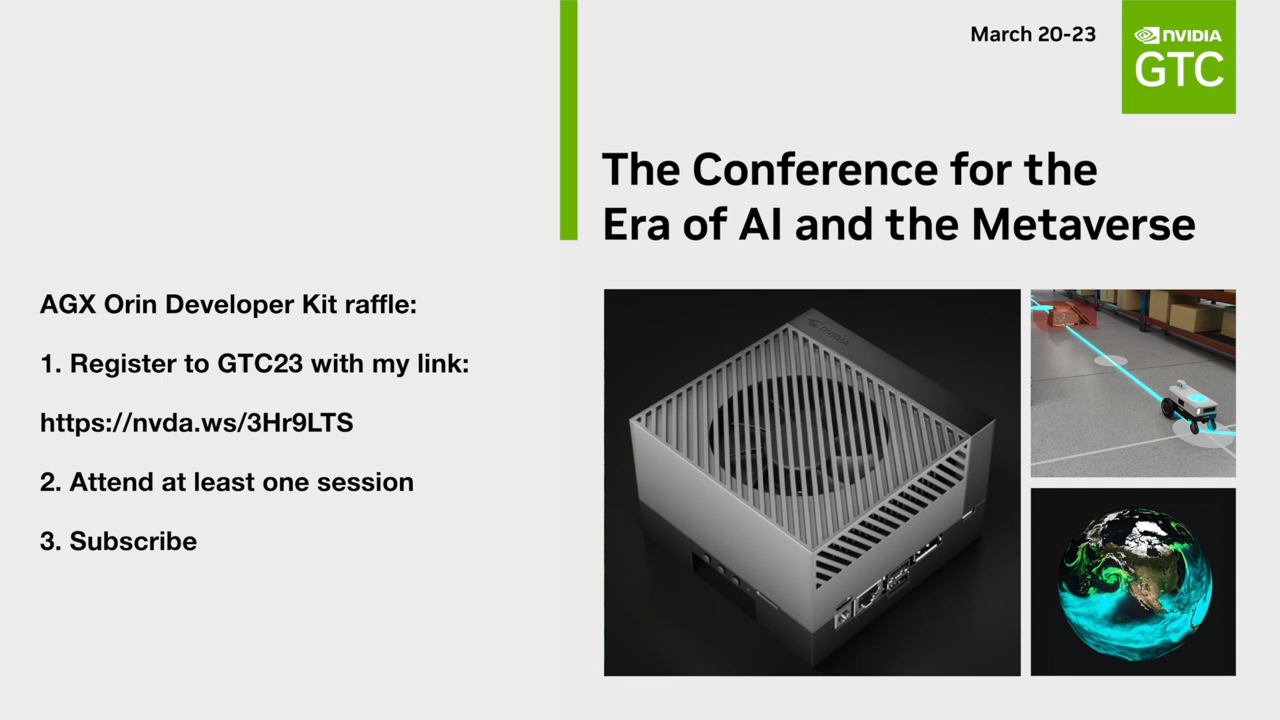 March 20-23
NVIDIA
GTC
The Conference for the
Era of AI and the Metaverse
AGX Orin Developer Kit raffle:
1. Register to GTC23 with my link:
https://nvda.ws/3Hr9LTS
2. Attend at least one session
3. Subscribe
NVIDIA